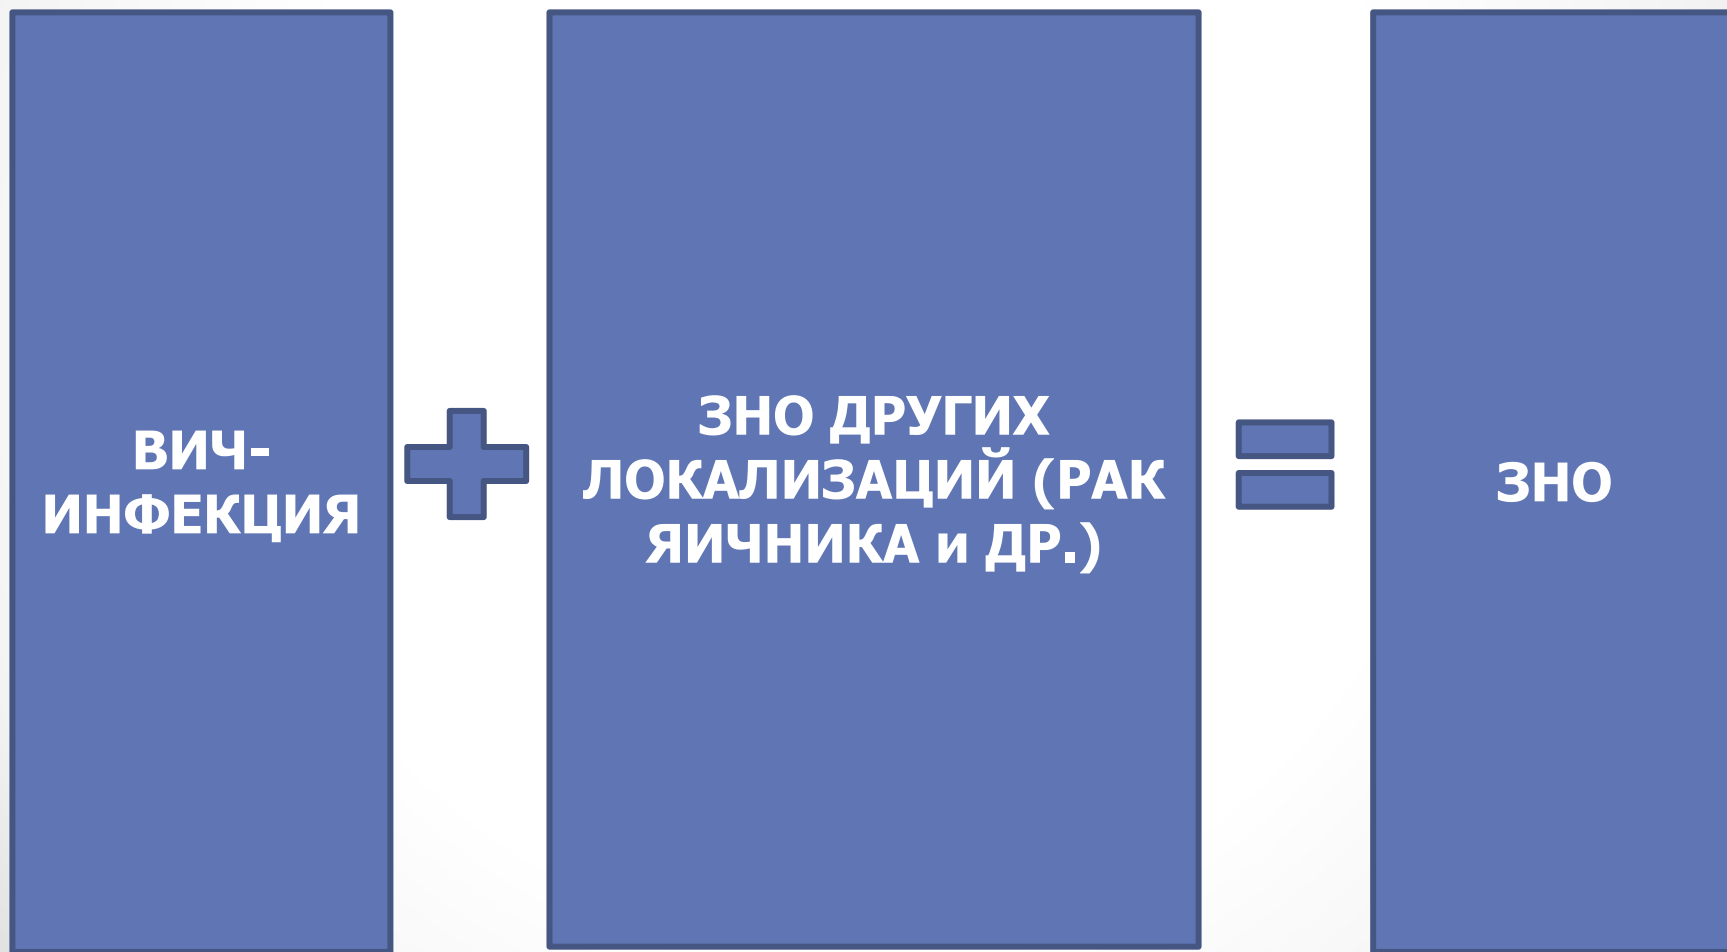 ВИЧ-
ИНФЕКЦИЯ
ЗНО ДРУГИХ
ЛОКАЛИЗАЦИЙ (РАК
ЯИЧНИКА и ДР.)
ЗНО